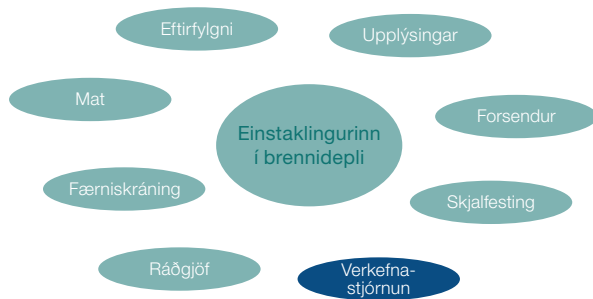 Eftirfylgni
Upplýsingar
Mat
Forsendur
Einstaklingurinn
í brennidepli
Færniskráning
Skjalfesting
Ráðgjöf
Verkefna-
stjórnun